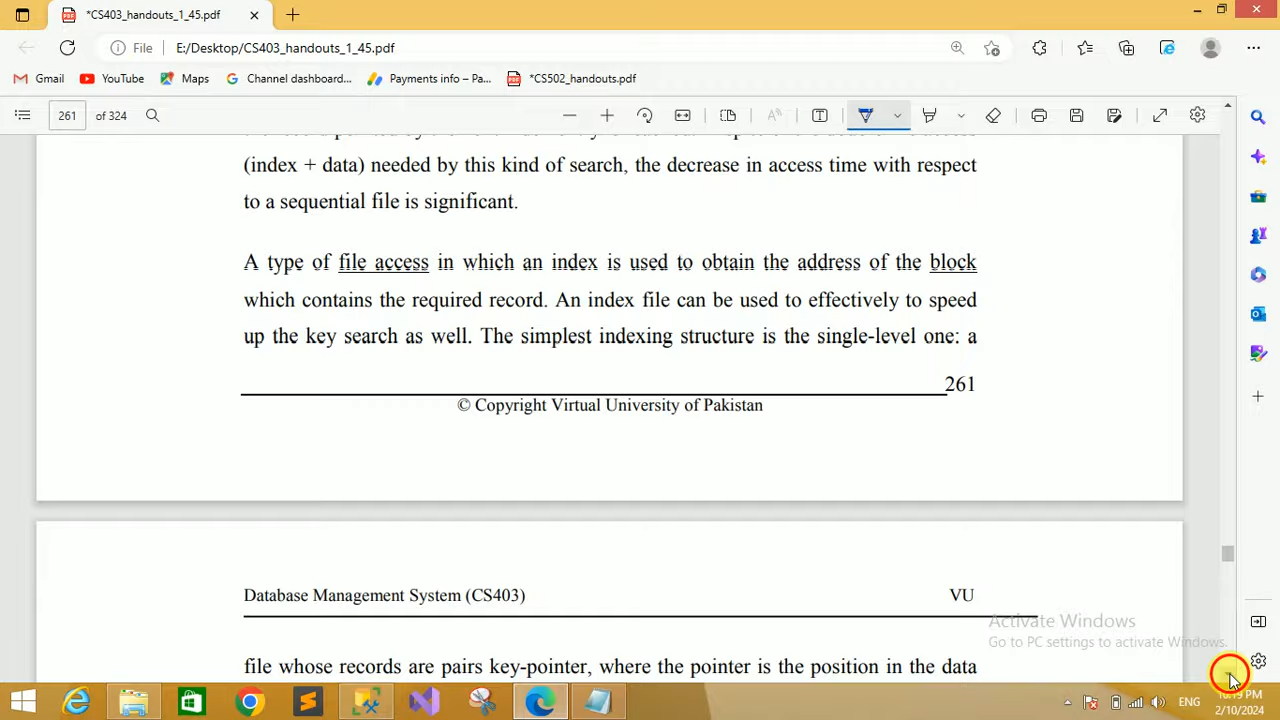 *CS403_handouts_1_45.pdf
File E:/Desktop/CS403_handouts_1_45.pdf
Gmail YouTube Maps Channel dashboard... Payments info – Pa... *CS502_handouts.pdf
261 of 324
(index + data) needed by this kind of search, the decrease in access time with respect
to a sequential file is significant.
A type of file access in which an index is used to obtain the address of the block
which contains the required record. An index file can be used to effectively to speed
up the key search as well. The simplest indexing structure is the single-level one: a
261
© Copyright Virtual University of Pakistan
Database Management System (CS403) VU
Activate Windows
Go to PC settings to activate Windows.
file whose records are pairs key-pointer, where the pointer is the position in the data
ENG
2/10/2024